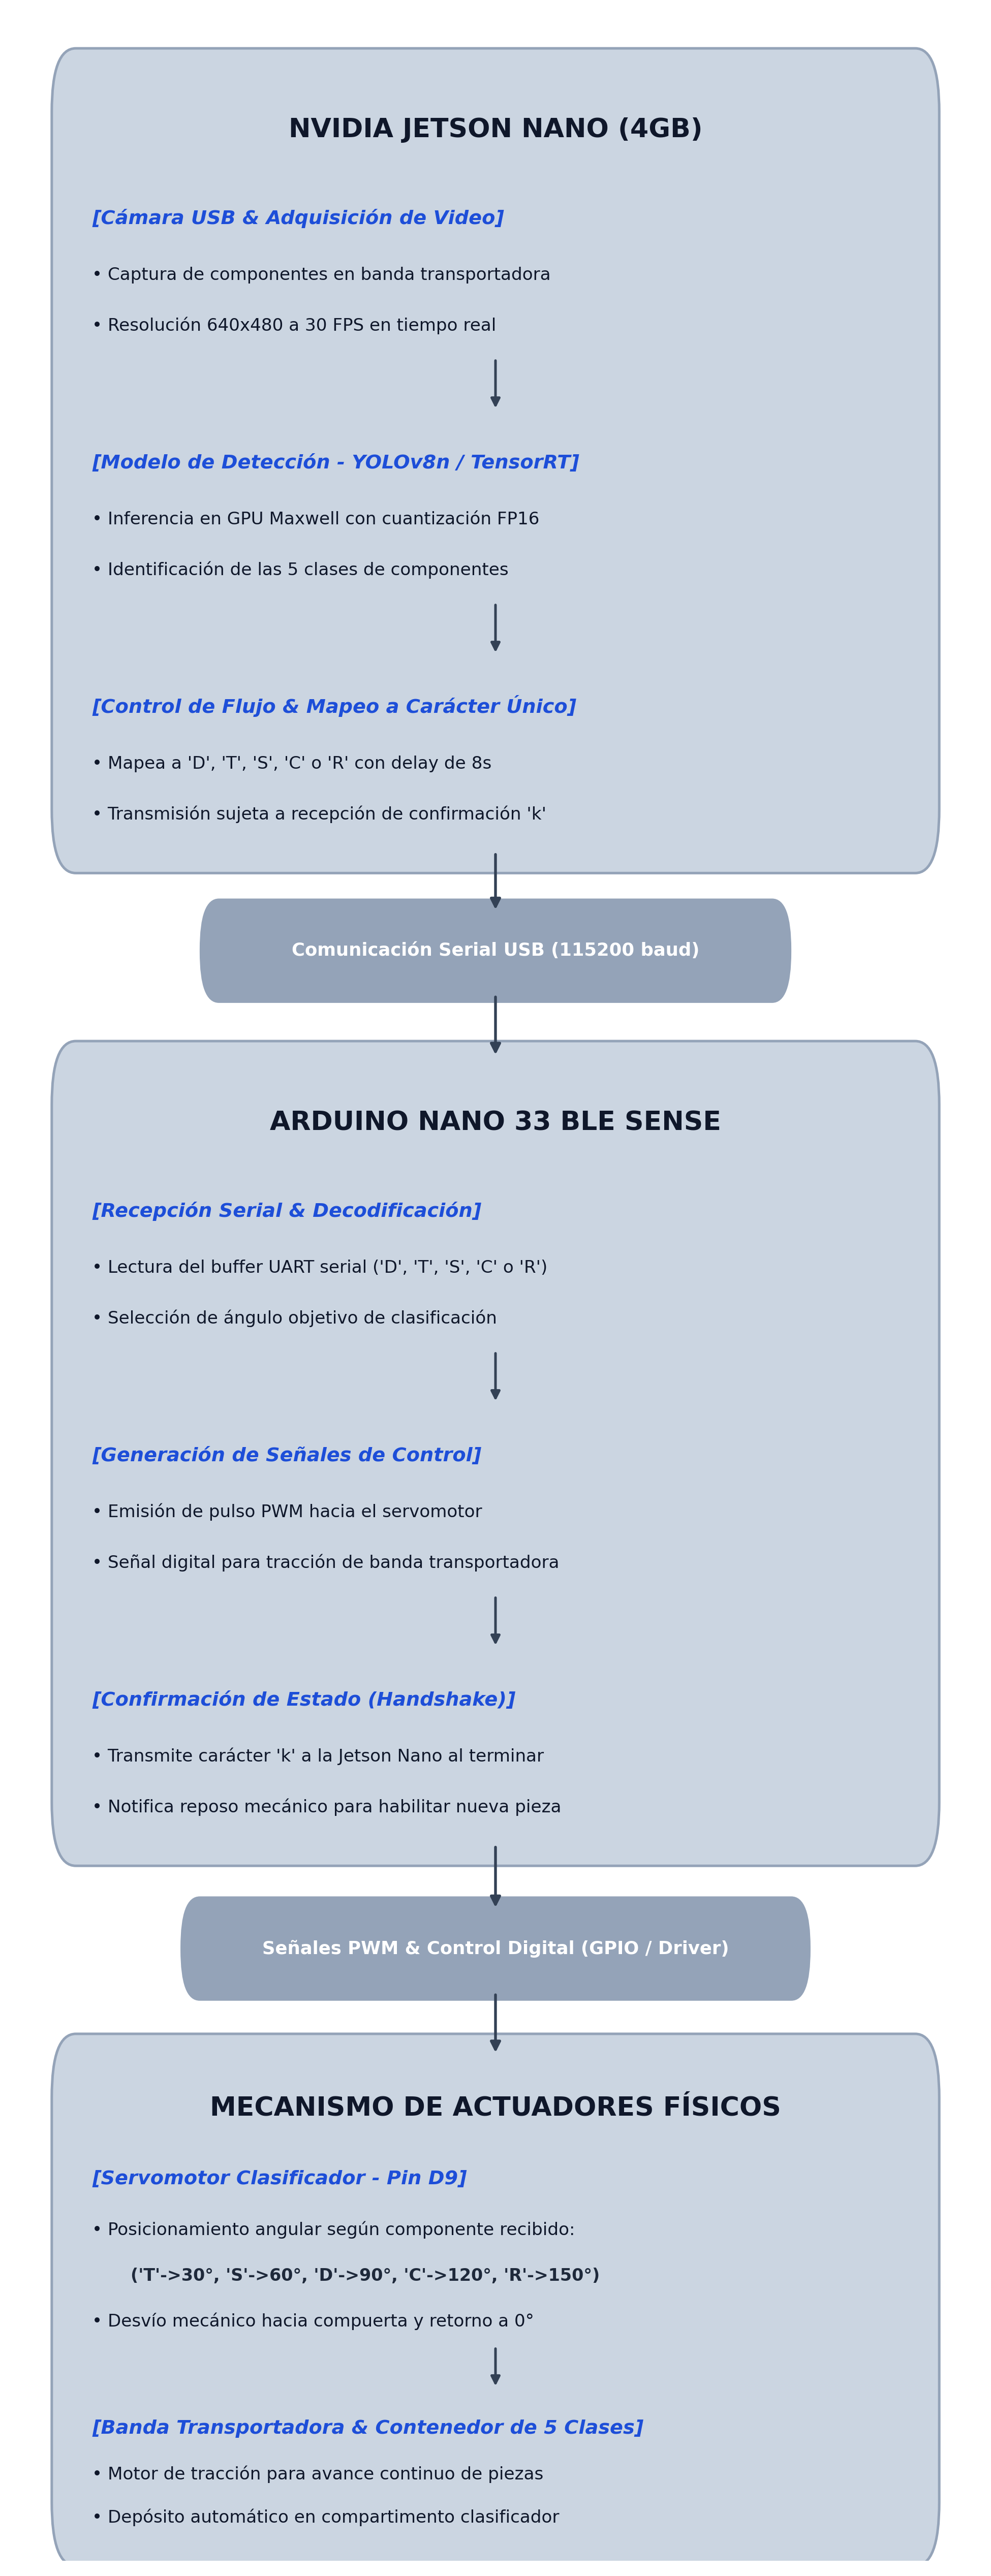 NVIDIA JETSON NANO (4GB)
[Cámara USB & Adquisición de Video]
• Captura de componentes en banda transportadora
• Resolución 640x480 a 30 FPS en tiempo real
[Modelo de Detección - YOLOv8n / TensorRT]
• Inferencia en GPU Maxwell con cuantización FP16
• Identificación de las 5 clases de componentes
[Control de Flujo & Mapeo a Carácter Único]
• Mapea a 'D', 'T', 'S', 'C' o 'R' con delay de 8s
• Transmisión sujeta a recepción de confirmación 'k'
Comunicación Serial USB (115200 baud)
ARDUINO NANO 33 BLE SENSE
[Recepción Serial & Decodificación]
• Lectura del buffer UART serial ('D', 'T', 'S', 'C' o 'R')
• Selección de ángulo objetivo de clasificación
[Generación de Señales de Control]
• Emisión de pulso PWM hacia el servomotor
• Señal digital para tracción de banda transportadora
[Confirmación de Estado (Handshake)]
• Transmite carácter 'k' a la Jetson Nano al terminar
• Notifica reposo mecánico para habilitar nueva pieza
Señales PWM & Control Digital (GPIO / Driver)
MECANISMO DE ACTUADORES FÍSICOS
[Servomotor Clasificador - Pin D9]
• Posicionamiento angular según componente recibido:
('T'->30°, 'S'->60°, 'D'->90°, 'C'->120°, 'R'->150°)
• Desvío mecánico hacia compuerta y retorno a 0°
[Banda Transportadora & Contenedor de 5 Clases]
• Motor de tracción para avance continuo de piezas
• Depósito automático en compartimento clasificador